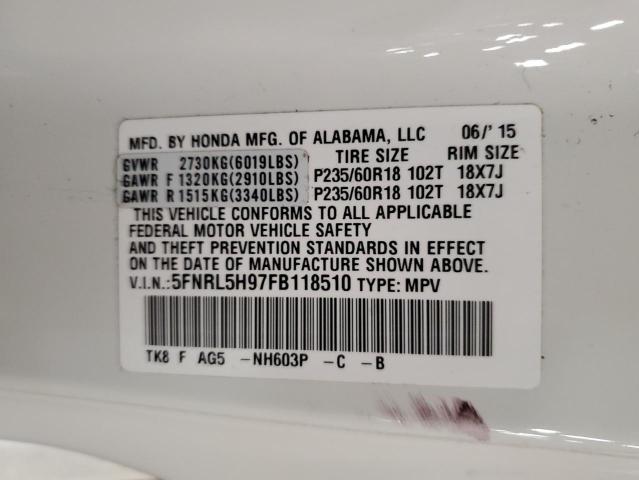 MFD. BY HONDA MFG. OF ALABAMA, LLC 06/' 15
TIRE SIZE RIM SIZE
GVWR 2730KG(6019LBS)
GAWR F 1320KG(2910LBS) P235/60R18 102T 18X7J
GAWR R 1515KG(3340LBS) P235/60R18 102T 18X7J
THIS VEHICLE CONFORMS TO ALL APPLICABLE
FEDERAL MOTOR VEHICLE SAFETY
AND THEFT PREVENTION STANDARDS IN EFFECT
ON THE DATE OF MANUFACTURE SHOWN ABOVE.
V.I.N.:5FNRL5H97FB118510 TYPE: MPV
TK8 F AG5 -NH603P -C -B